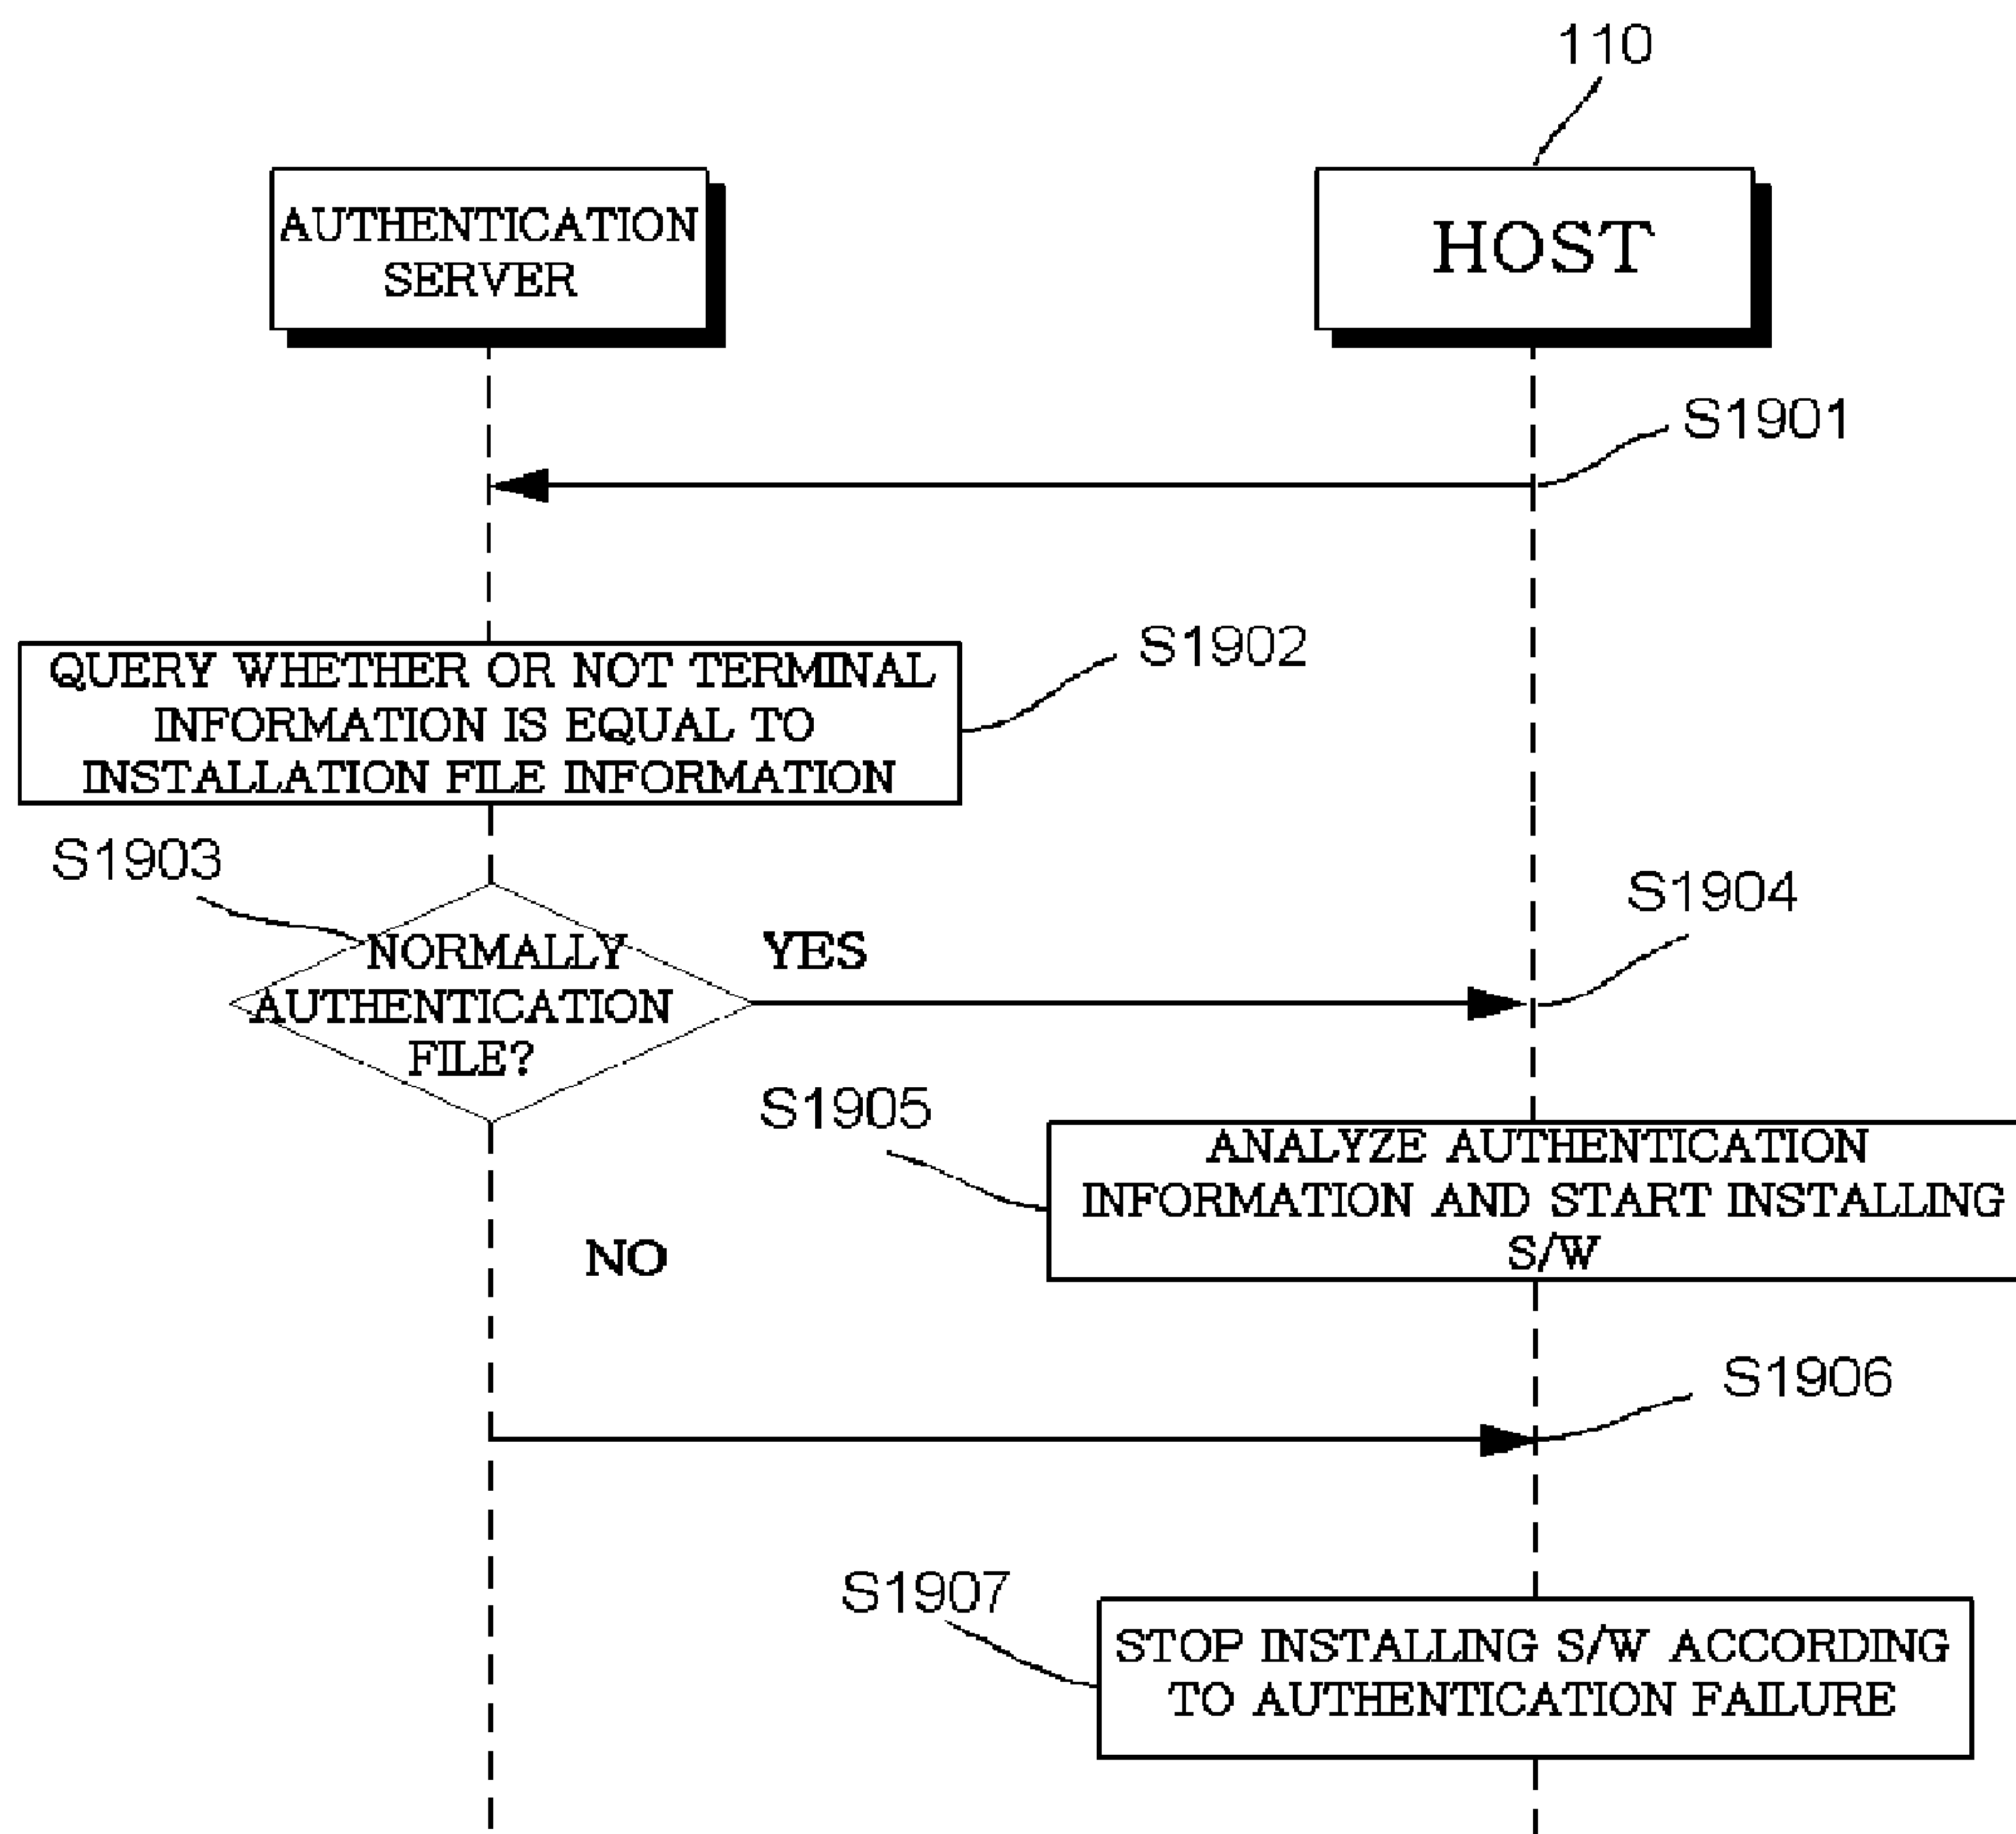 110
AUTHENTICATION
SERVER
HOST
S1901
QUERY WHETHER OR NOT TERMINAL
INFORMATION IS EQUAL TO
INSTALLATION FILE INFORMATION
S1902
S1903
NORMALLY
AUTHENTICATION
FILE?
YES
S1904
S1905
ANALYZE AUTHENTICATION
INFORMATION AND START INSTALLING
S/W
NO
S1906
S1907
STOP INSTALLING S/W ACCORDING
TO AUTHENTICATION FAILURE